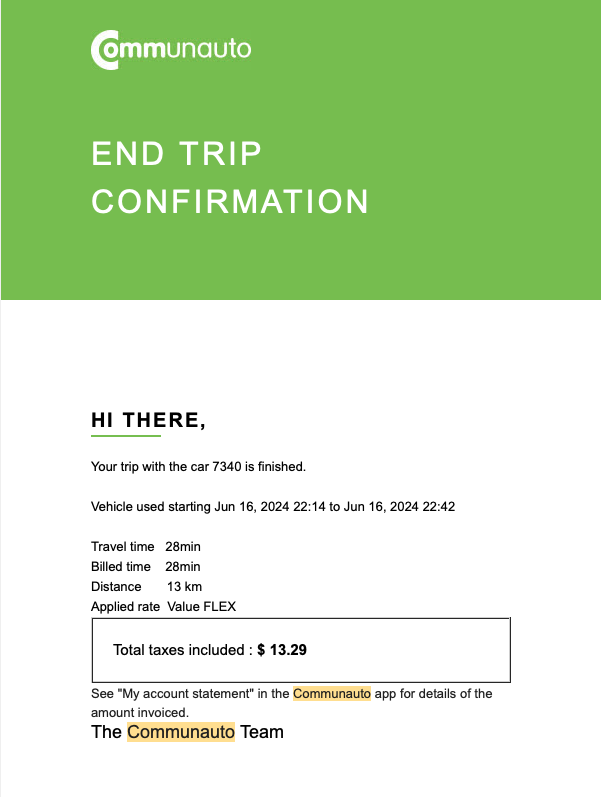 Communauto
END TRIP
CONFIRMATION
HI THERE,
Your trip with the car 7340 is finished.
Vehicle used starting Jun 16, 2024 22:14 to Jun 16, 2024 22:42
Travel time 28min
Billed time 28min
Distance 13 km
Applied rate Value FLEX
Total taxes included : $ 13.29
See "My account statement" in the Communauto app for details of the
amount invoiced.
The Communauto Team